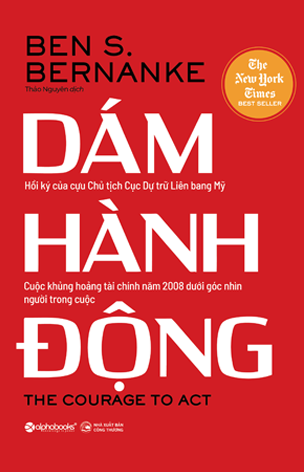 BEN S.
BERNANKE
Thảo Nguyên dịch
The
New York
Times
BEST SELLER
DÁM
Hồi ký của cựu Chủ tịch Cục Dự trữ Liên bang Mỹ
HÀNH
Cuộc khủng hoảng tài chính năm 2008 dưới góc nhìn
người trong cuộc
ĐỘNG
THE COURAGE TO ACT
alphabooks
NHÀ XUẤT BẢN
CÔNG THƯƠNG